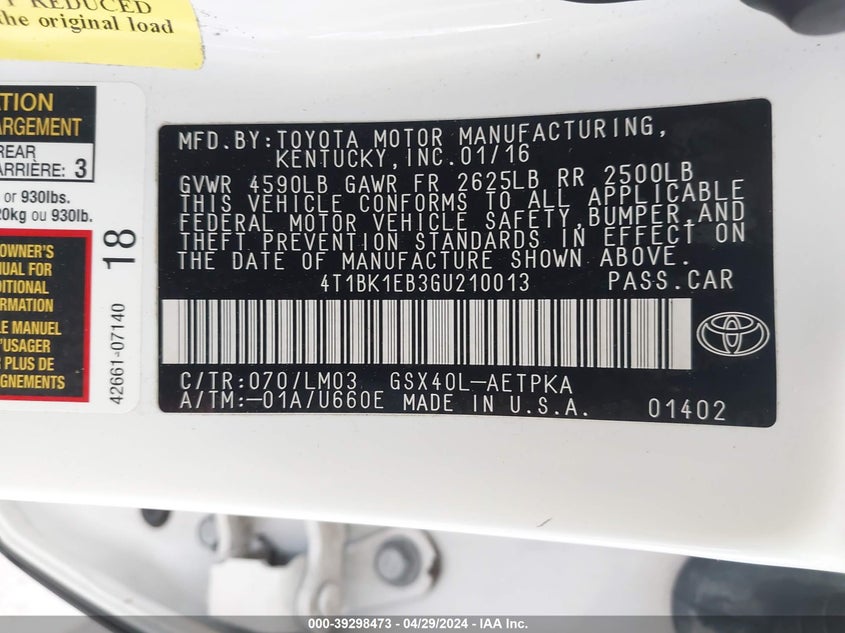 REDUCED
the original load
ATION
ARGEMENT
REAR
ARRIÈRE: 3
or 930lbs.
20kg ou 930lb.
OWNER'S
NUAL FOR
DITIONAL
ORMATION
LE MANUEL
'USAGER
PLUS DE
18
42661-07140
MFD. BY: TOYOTA MOTOR MANUFACTURING,
KENTUCKY, INC. 01/16
GVWR 4590LB GAWR FR 2625LB RR 2500LB
THIS VEHICLE CONFORMS TO ALL APPLICABLE
FEDERAL MOTOR VEHICLE SAFETY, BUMPER, AND
THEFT PREVENTION STANDARDS IN EFFECT ON
THE DATE OF MANUFACTURE SHOWN ABOVE.
4T1BK1EB3GU210013 PASS. CAR
C/TR: 070/LM03 GSX40L-AETPKA
A/TM:-01A/U660E MADE IN U.S.A. 01402
000-39298473 - 04/29/2024 - IAA Inc.